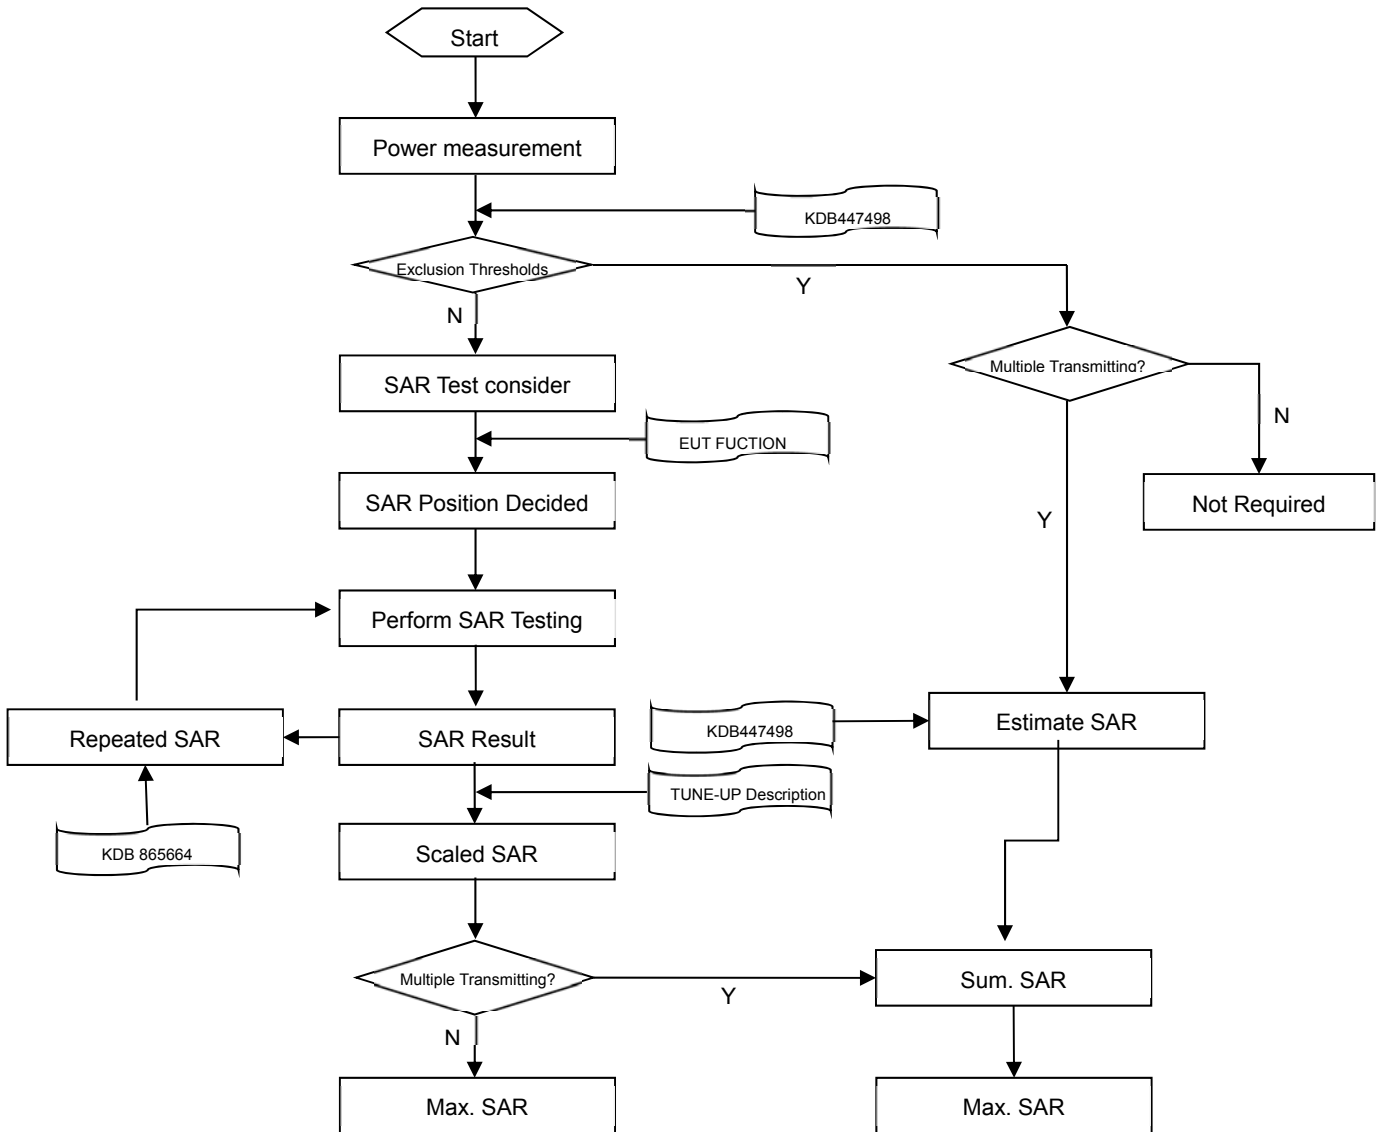 Start
Power measurement
KDB447498
Exclusion Thresholds
Y
N
Multiple Transmitting?
SAR Test consider
N
EUT FUCTION
SAR Position Decided
Not Required
Y
Perform SAR Testing
Repeated SAR
SAR Result
KDB447498
Estimate SAR
TUNE-UP Description
KDB 865664
Scaled SAR
Multiple Transmitting?
Y
Sum. SAR
N
Max. SAR
Max. SAR